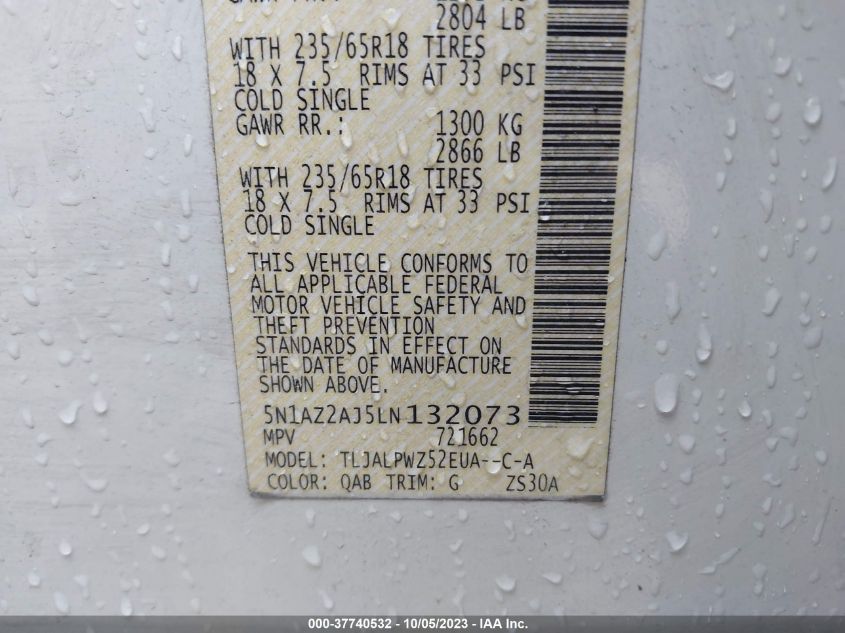 2804 LB
WITH 235/65R18 TIRES
18 X 7.5 RIMS AT 33 PSI
COLD SINGLE
GAWR RR.: 1300 KG
2866 LB
WITH 235/65R18 TIRES
18 X 7.5 RIMS AT 33 PSI
COLD SINGLE
THIS VEHICLE CONFORMS TO
ALL APPLICABLE FEDERAL
MOTOR VEHICLE SAFETY AND
THEFT PREVENTION
STANDARDS IN EFFECT ON
THE DATE OF MANUFACTURE
SHOWN ABOVE.
5N1AZ2AJ5LN132073
MPV 721662
MODEL: TLJALPWZ52EUA--C-A
COLOR: QAB TRIM: G ZS30A
000-37740532 - 10/05/2023 - IAA Inc.